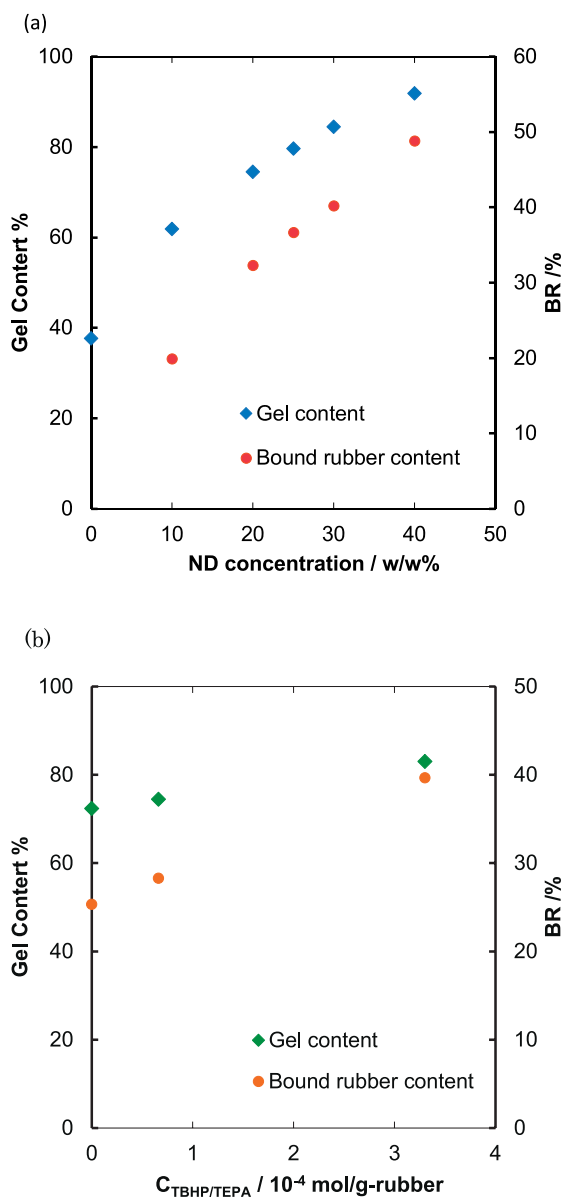 (a)
100
80
60
40
20
0
Gel Contert %
60
50
40
30
20
10
0
BR /%
Gel content
Bound rubber content
0 10 20 30 40 50
ND concentration / w/w%
(b)
100
80
60
40
20
0
Gel Contert %
50
40
30
20
10
0
BR /%
Gel content
Bound rubber content
0 1 2 3 4
C_TBHP/TEPA / 10⁻⁴ mol/g-rubber